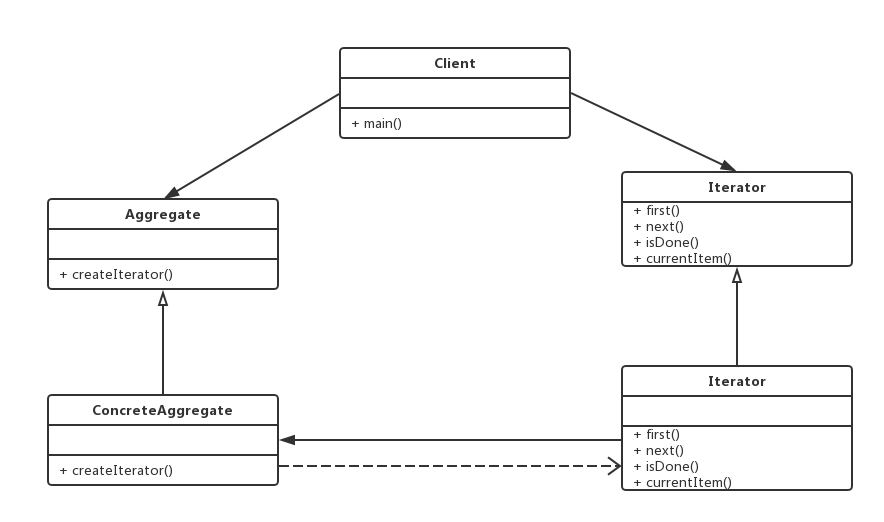 Client
+ main()
Iterator
+ first()
+ next()
+ isDone()
+ currentItem()
Aggregate
+ createIterator()
Iterator
+ first()
+ next()
+ isDone()
+ currentItem()
ConcreteAggregate
+ createIterator()